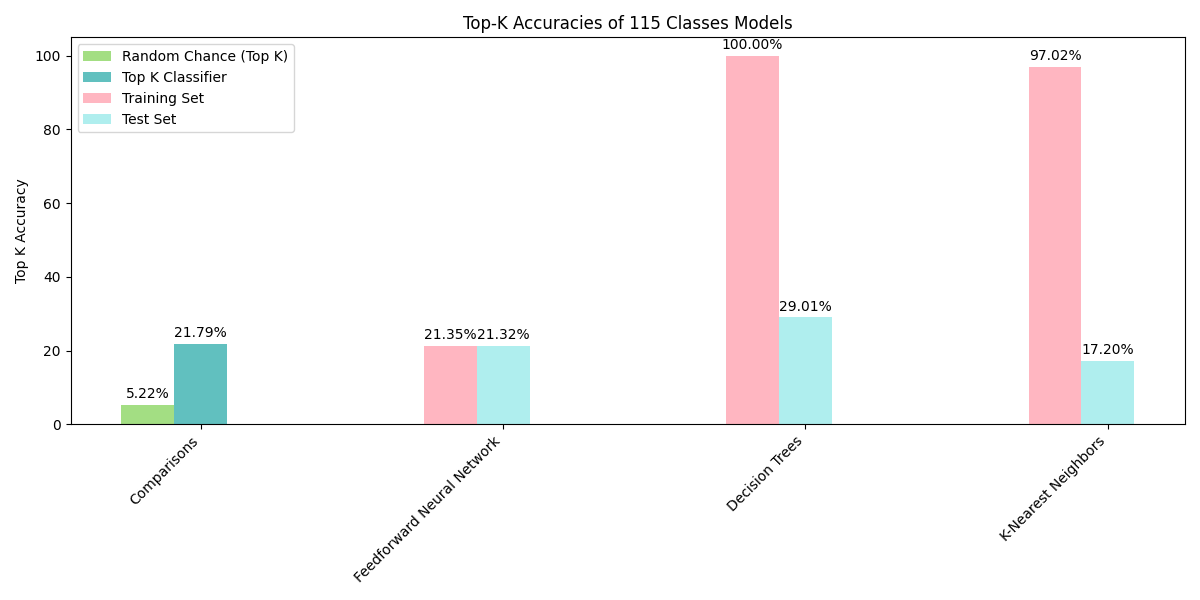 Top-K Accuracies of 115 Classes Models
Random Chance (Top K)
Top K Classifier
Training Set
Test Set
Top K Accuracy
100
80
60
40
20
0
5.22%
21.79%
21.35%
21.32%
100.00%
29.01%
97.02%
17.20%
Comparisons
Feedforward Neural Network
Decision Trees
K-Nearest Neighbors